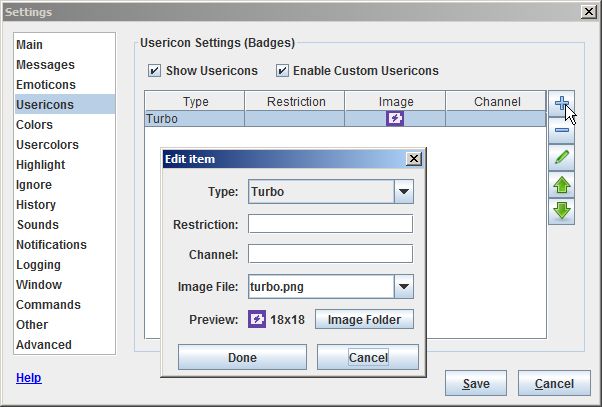 Settings
Main
Messages
Emoticons
Usericons
Colors
Usercolors
Highlight
Ignore
History
Sounds
Notifications
Logging
Window
Commands
Other
Advanced
Help
Usericon Settings (Badges)
Show Usericons Enable Custom Usericons
Type Restriction Image Channel
Turbo
Edit item
Type: Turbo
Restriction:
Channel:
Image File: turbo.png
Preview: 18x18 Image Folder
Done Cancel
Save Cancel